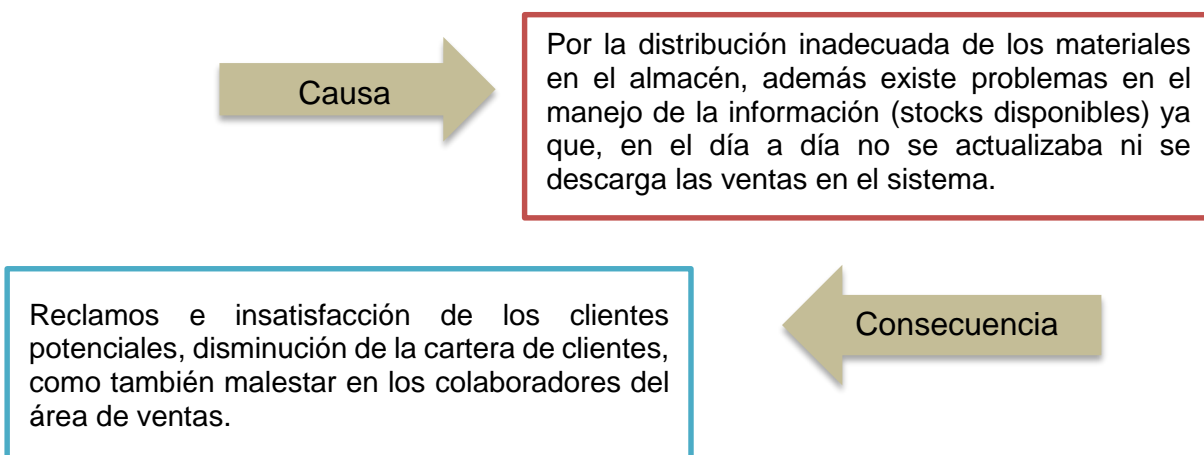 Causa
Por la distribución inadecuada de los materiales
en el almacén, además existe problemas en el
manejo de la información (stocks disponibles) ya
que, en el día a día no se actualizaba ni se
descarga las ventas en el sistema.
Consecuencia
Reclamos e insatisfacción de los clientes
potenciales, disminución de la cartera de clientes,
como también malestar en los colaboradores del
área de ventas.